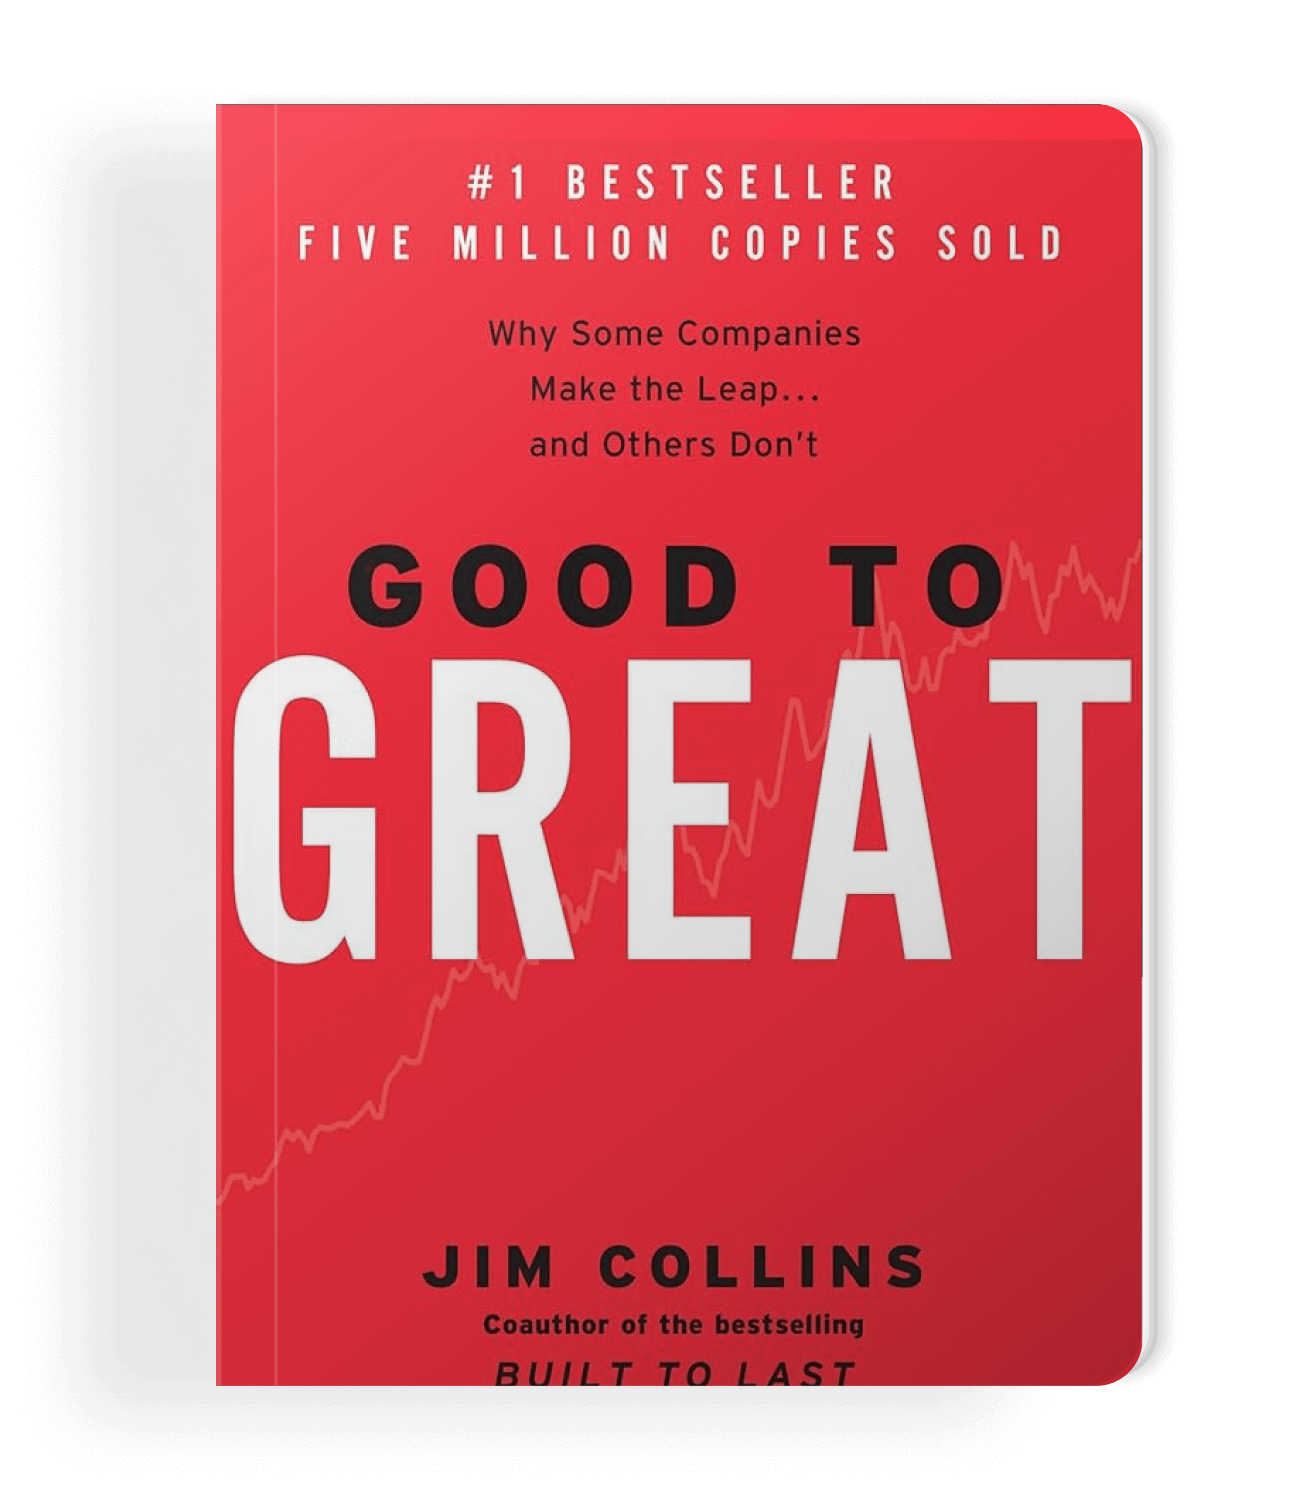 #1 BESTSELLER
FIVE MILLION COPIES SOLD
Why Some Companies
Make the Leap...
and Others Don't
GOOD TO
GREAT
JIM COLLINS
Coauthor of the bestselling
BUILT TO LAST